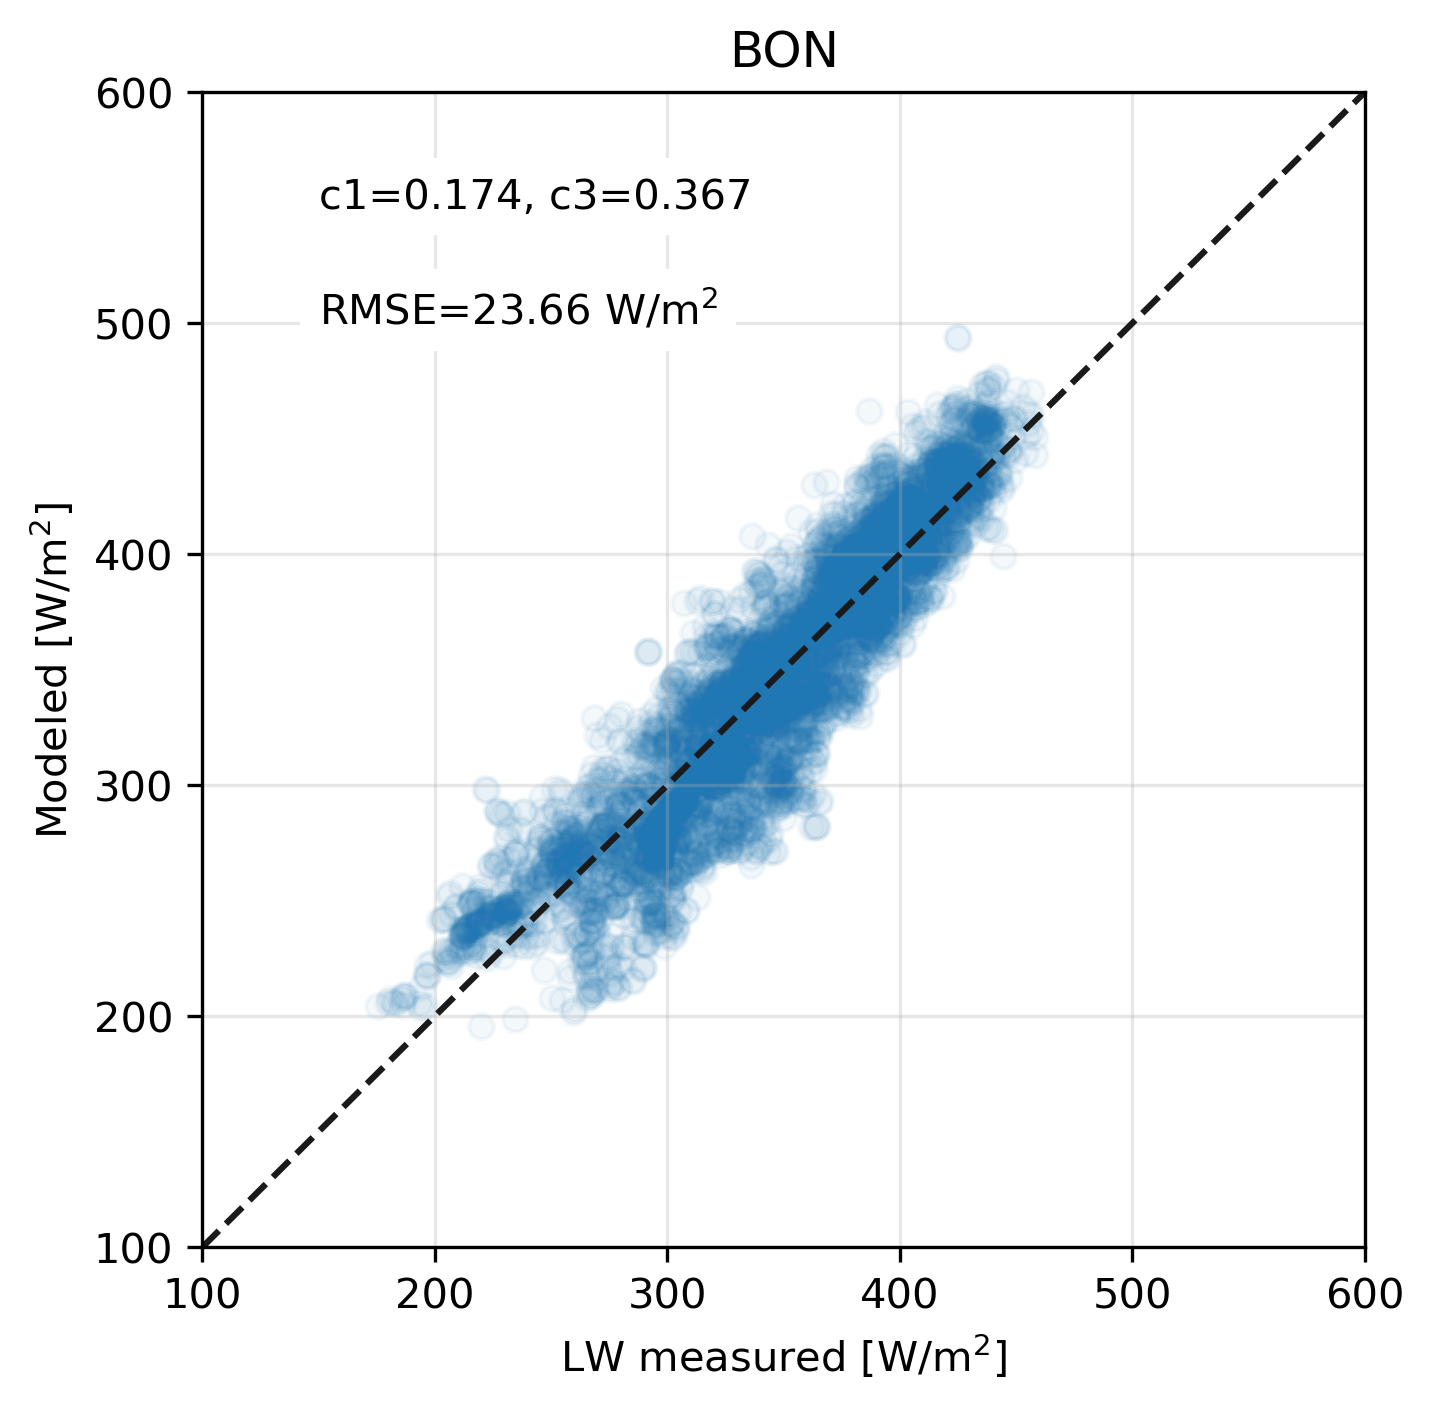 BON
600
500
400
300
200
100
Modeled [W/m²]
c1=0.174, c3=0.367
RMSE=23.66 W/m²
100 200 300 400 500 600
LW measured [W/m²]